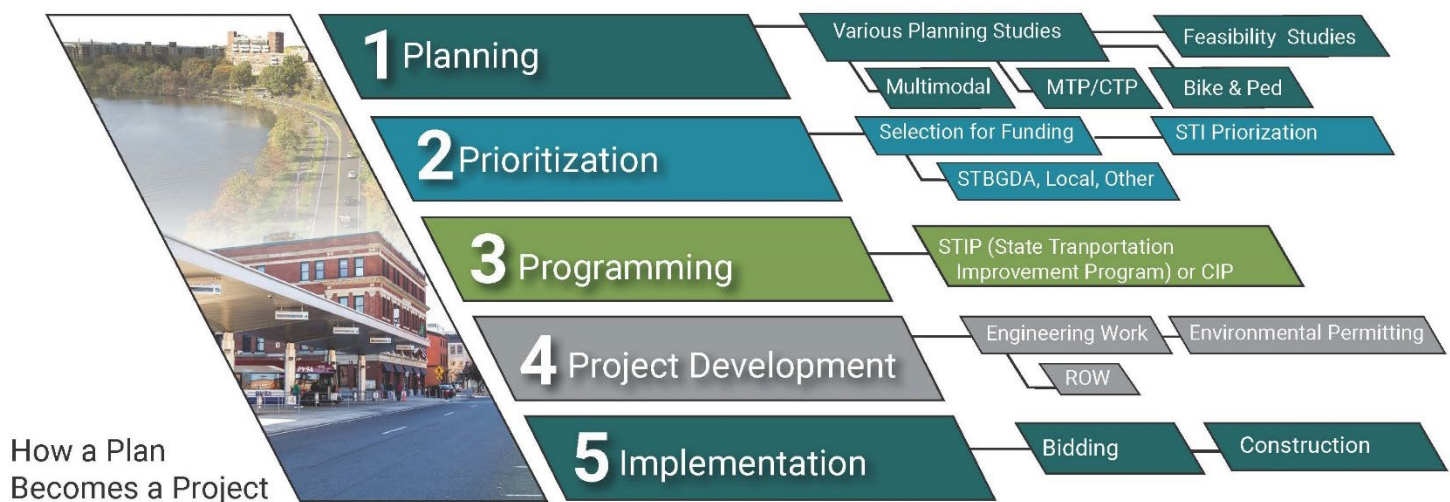 1 Planning
Various Planning Studies
Feasibility Studies
Multimodal
MTP/CTP
Bike & Ped
2 Prioritization
Selection for Funding
STI Priorization
STBGDA, Local, Other
3 Programming
STIP (State Tranportation
Improvement Program) or CIP
4 Project Development
Engineering Work
Environmental Permitting
ROW
5 Implementation
Bidding
Construction
How a Plan
Becomes a Project